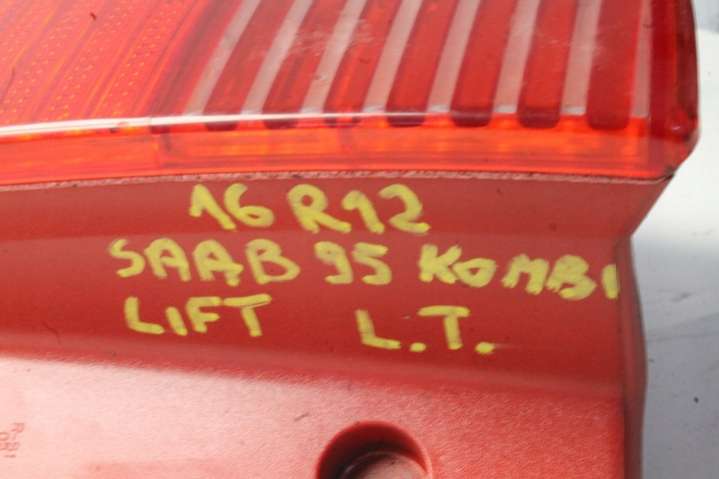 16 R12
SAAB 95 KOMBI
LIFT L.T.